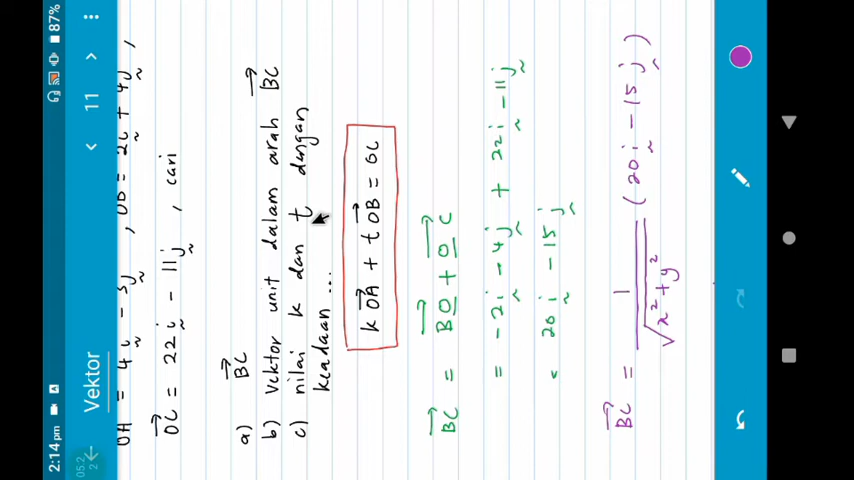 2:14 pm 87%
Vektor 11
OA = 4i - 3j, OB = 2i + 4j,
OC = 22i - 11j, cari
a) BC
b) vektor unit dalam arah BC
c) nilai k dan t dengan
keadaan ...
k OA + t OB = OC
BC = BO + OC
= -2i - 4j + 22i - 11j
= 20i - 15j
BC = 1/√x²+y² (20i - 15j)